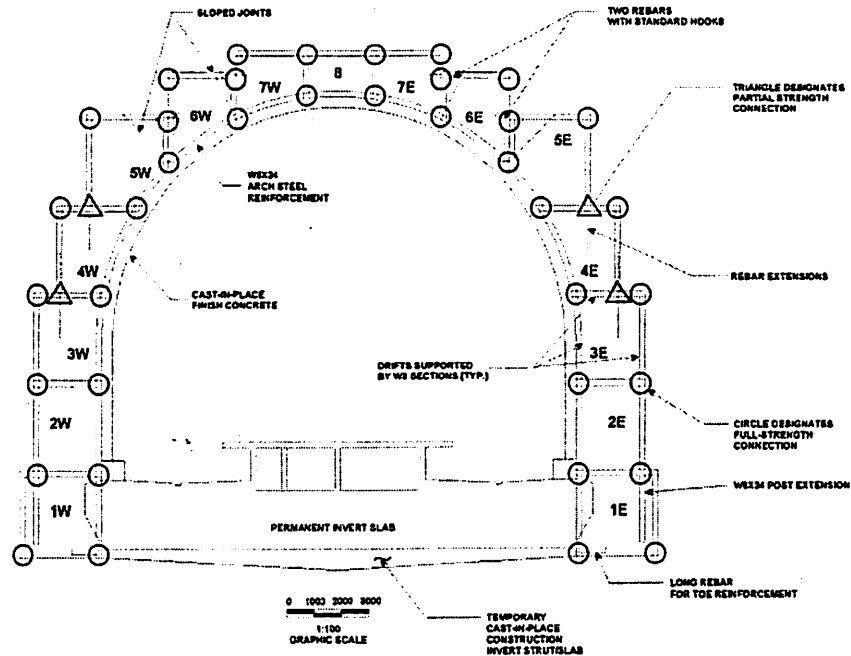 SLOPED JOINTS
TWO REBARS
WITH STANDARD HOOKS
8
7W
7E
6W
6E
TRIANGLE DESIGNATES
PARTIAL STRENGTH
CONNECTION
5E
5W
W8X24
ARCH STEEL
REINFORCEMENT
4W
4E
REBAR EXTENSIONS
CAST-IN-PLACE
FINISH CONCRETE
3W
3E
DRIFTS SUPPORTED
BY W8 SECTIONS (TYP.)
2W
2E
CIRCLE DESIGNATES
FULL-STRENGTH
CONNECTION
1W
1E
W8X24 POST EXTENSION
PERMANENT INVERT SLAB
LONG REBAR
FOR TOE REINFORCEMENT
0 1000 2000 3000
1:100
GRAPHIC SCALE
TEMPORARY
CAST-IN-PLACE
CONSTRUCTION
INVERT STRUT/SLAB